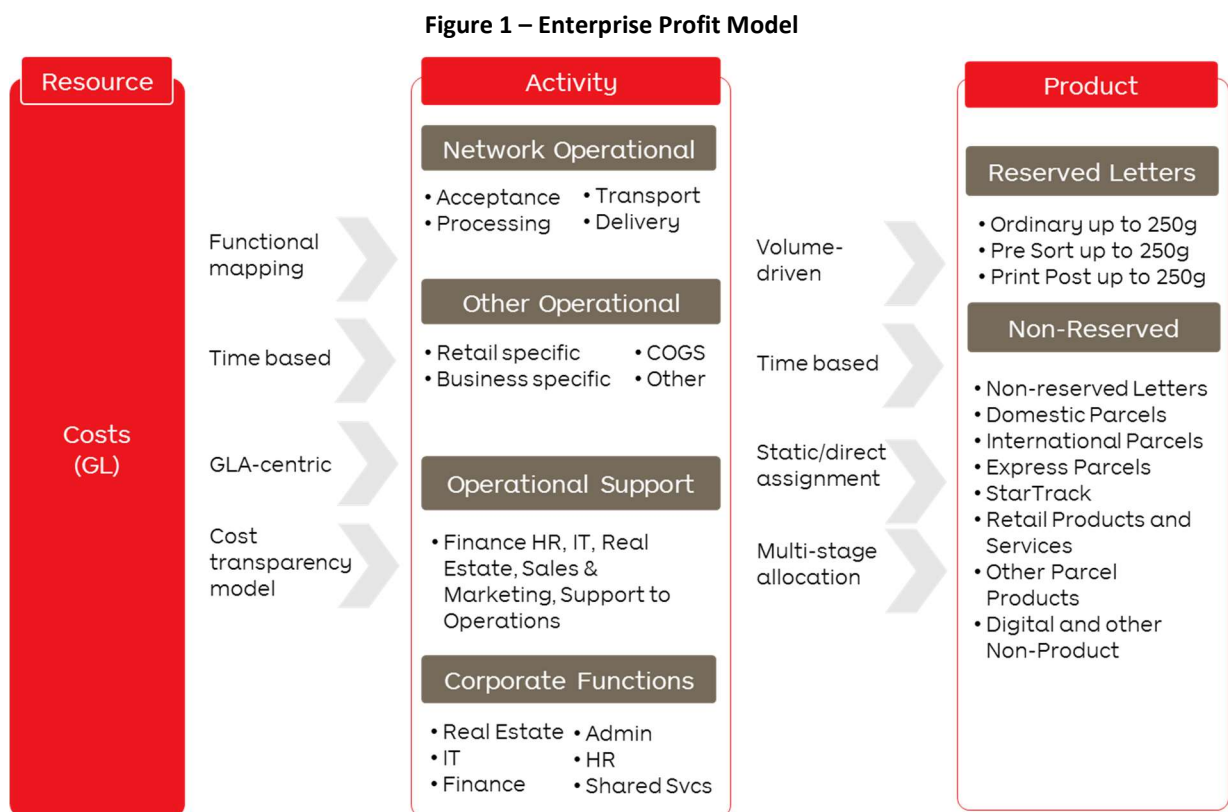 Figure 1 – Enterprise Profit Model
Resource
Costs
(GL)
Functional
mapping
Time based
GLA-centric
Cost
transparency
model
Activity
Network Operational
• Acceptance • Transport
• Processing • Delivery
Other Operational
• Retail specific • COGS
• Business specific • Other
Operational Support
• Finance HR, IT, Real
Estate, Sales &
Marketing, Support to
Operations
Corporate Functions
• Real Estate • Admin
• IT • HR
• Finance • Shared Svcs
Volume-
driven
Time based
Static/direct
assignment
Multi-stage
allocation
Product
Reserved Letters
• Ordinary up to 250g
• Pre Sort up to 250g
• Print Post up to 250g
Non-Reserved
• Non-reserved Letters
• Domestic Parcels
• International Parcels
• Express Parcels
• StarTrack
• Retail Products and
Services
• Other Parcel
Products
• Digital and other
Non-Product